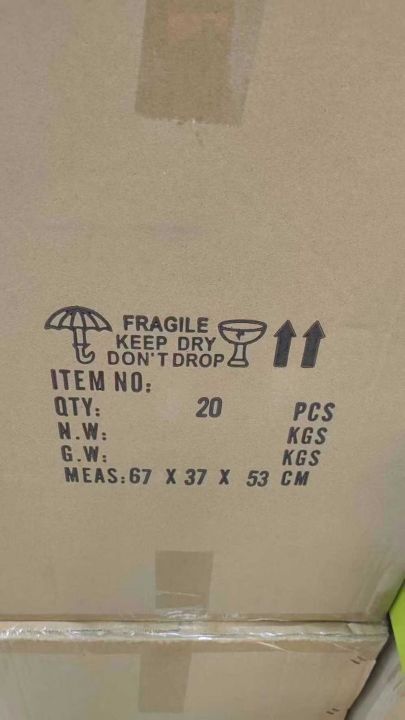 FRAGILE
KEEP DRY
DON'T DROP
ITEM NO:
QTY: 20 PCS
N.W: KGS
G.W: KGS
MEAS:67 X 37 X 53 CM